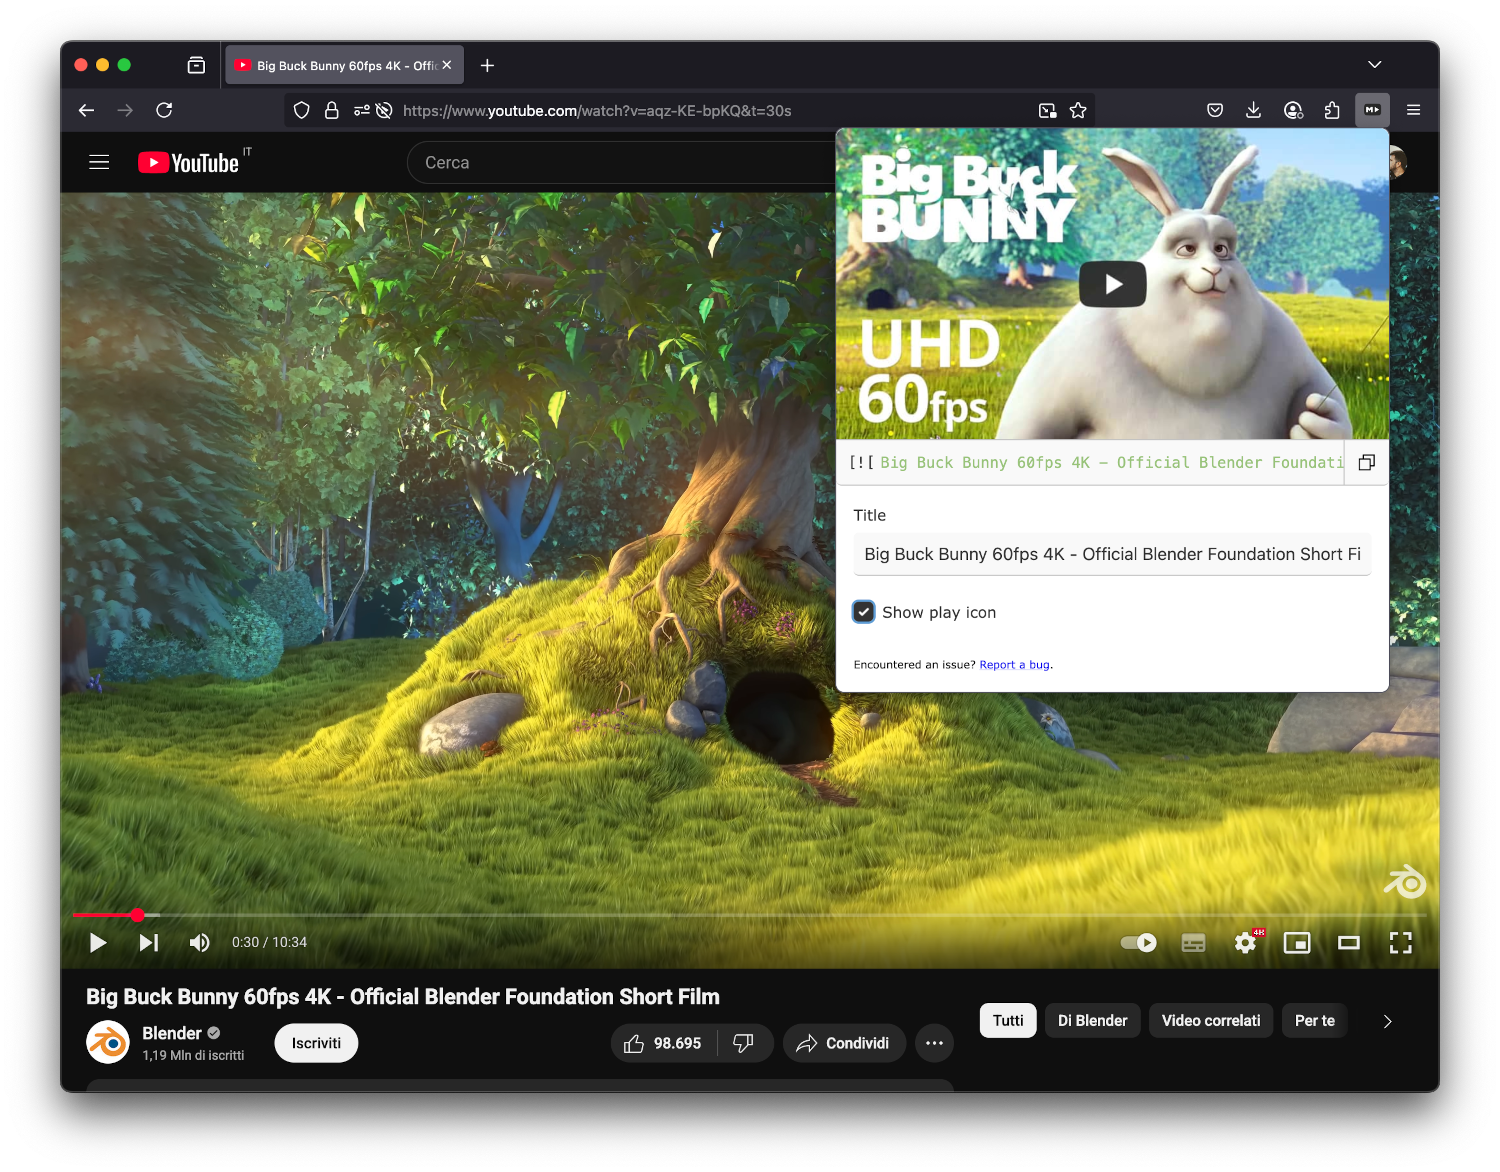 Big Buck Bunny 60fps 4K - Offic
https://www.youtube.com/watch?v=aqz-KE-bpKQ&t=30s
M
YouTube IT
Cerca
Big Buck
BUNNY
UHD
60fps
[![ Big Buck Bunny 60fps 4K – Official Blender Foundati
Title
Big Buck Bunny 60fps 4K - Official Blender Foundation Short Fi
Show play icon
Encountered an issue? Report a bug.
0:30 / 10:34
4K
Big Buck Bunny 60fps 4K - Official Blender Foundation Short Film
Blender
1,19 Mln di iscritti
Iscriviti
98.695
Condividi
Tutti
Di Blender
Video correlati
Per te